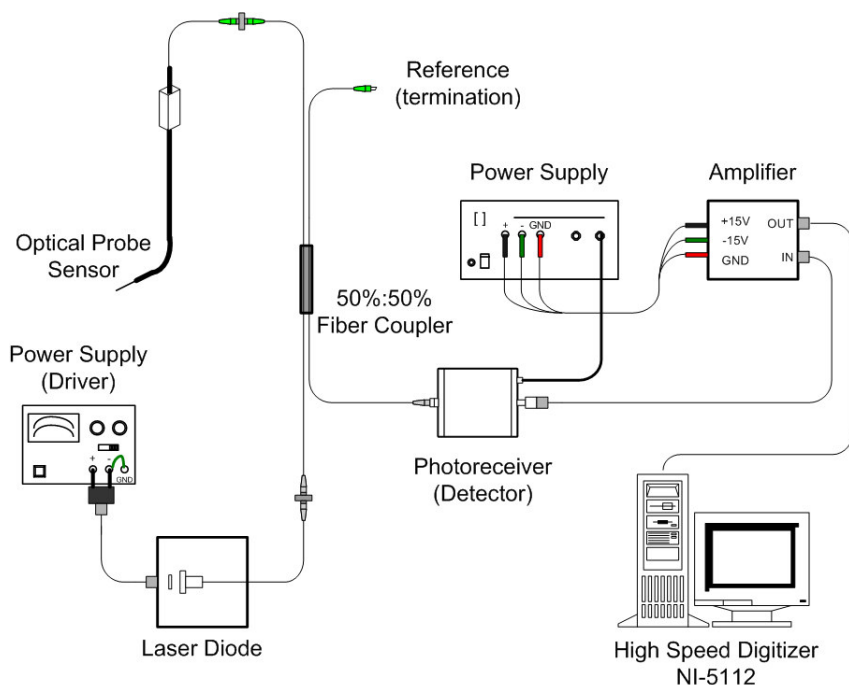 Reference
(termination)
Power Supply
Amplifier
[ ]
+ - GND
+15V
-15V
GND
OUT
IN
Optical Probe
Sensor
50%:50%
Fiber Coupler
Power Supply
(Driver)
+ -
GND
Photoreceiver
(Detector)
Laser Diode
High Speed Digitizer
NI-5112